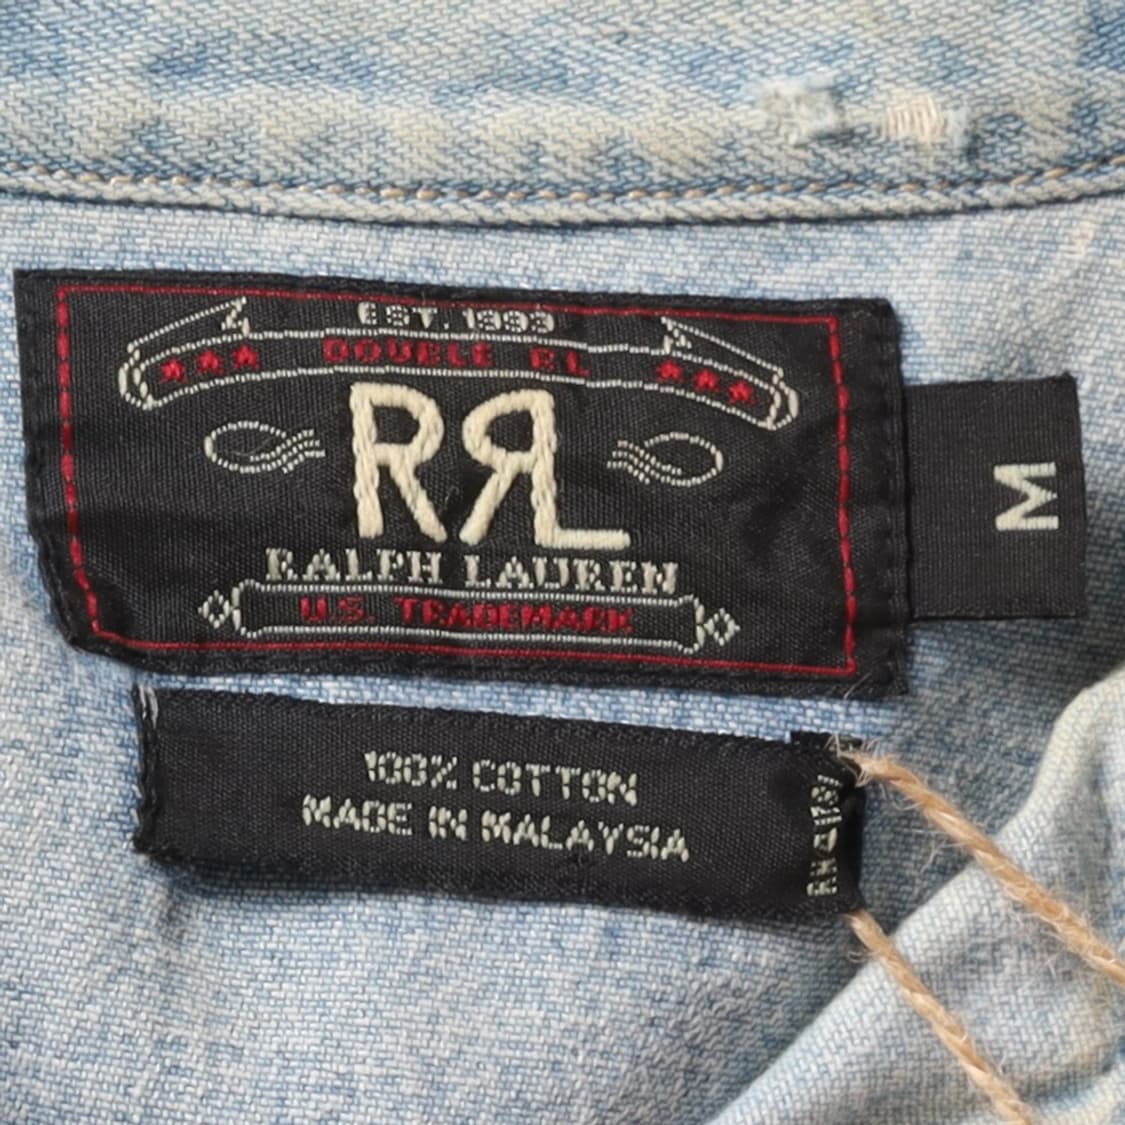 EST. 1993
DOUBLE RL
RRL
RALPH LAUREN
U.S. TRADEMARK
M
100% COTTON
MADE IN MALAYSIA